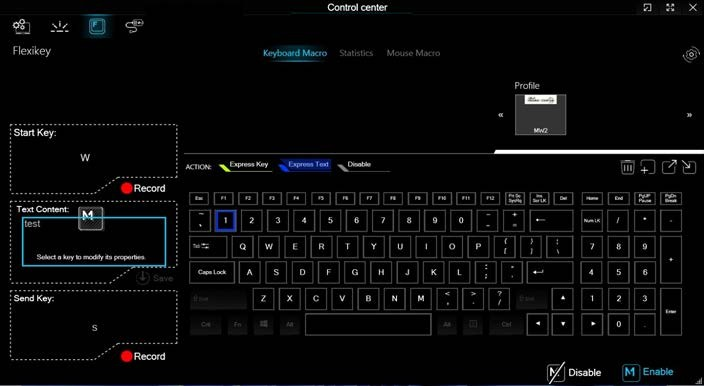 Control center
Flexikey
Keyboard Macro Statistics Mouse Macro
Profile
« »
MW2
ACTION: Express Key Express Text Disable
Start Key:
W
Record
Text Content:
M
test
Select a key to modify its properties
Save
Send Key:
S
Record
Esc F1 F2 F3 F4 F5 F6 F7 F8 F9 F10 F11 F12 Prt Sc SysRq Ins Scr LK Del Home End PgUP Pause PgDn Break
~ 1 2 3 4 5 6 7 8 9 0 - + = ← Num LK / * -
Tab Q W E R T Y U I O P { [ } ] | \ 7 8 9 +
Caps Lock A S D F G H J K L : ; " ' 4 5 6
Z X C V B N M < , > . ? / ▲ 1 2 3 Enter
Ctrl Fn Alt Alt Ctrl ◄ ▼ ► 0 .
Disable M Enable